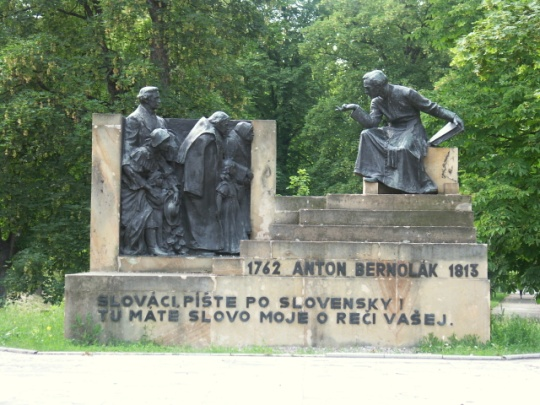 1762 ANTON BERNOLÁK 1813
SLOVÁCI, PÍŠTE PO SLOVENSKY !
TU MÁTE SLOVO MOJE O REČI VAŠEJ.